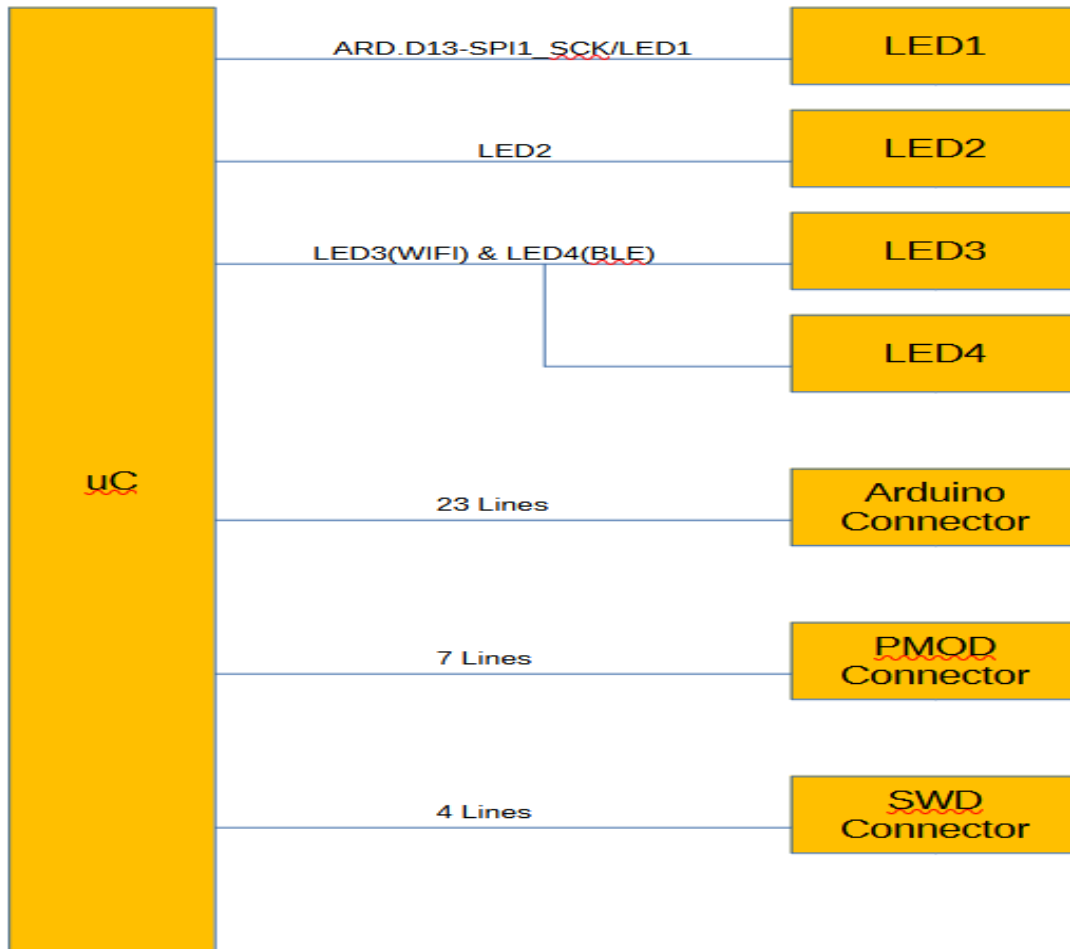 ARD.D13-SPI1_SCK/LED1
LED1
LED2
LED2
LED3(WIFI) & LED4(BLE)
LED3
LED4
uC
23 Lines
Arduino
Connector
7 Lines
PMOD
Connector
4 Lines
SWD
Connector